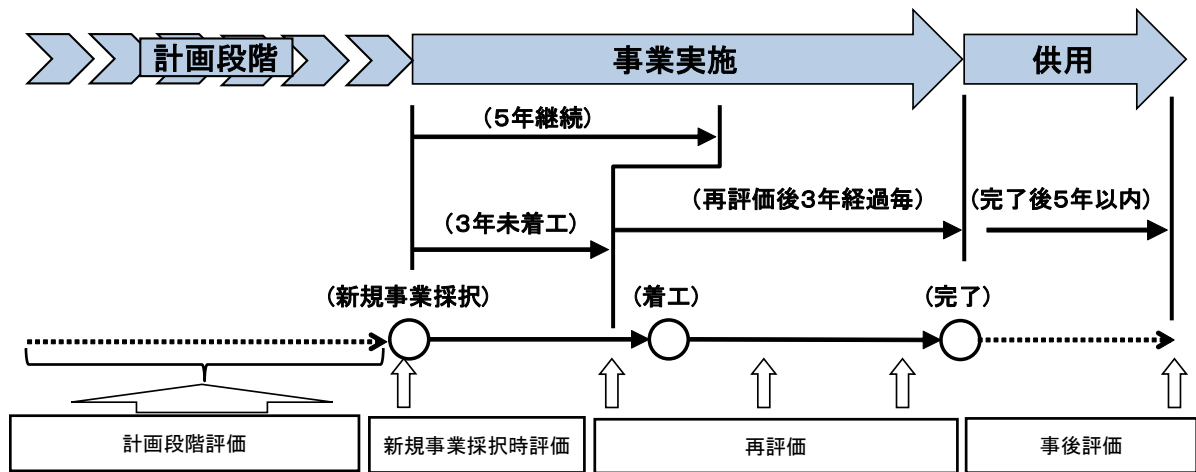 計画段階
事業実施
供用
（5年継続）
（再評価後3年経過毎）
（完了後5年以内）
（3年未着工）
（新規事業採択）
（着工）
（完了）
計画段階評価
新規事業採択時評価
再評価
事後評価